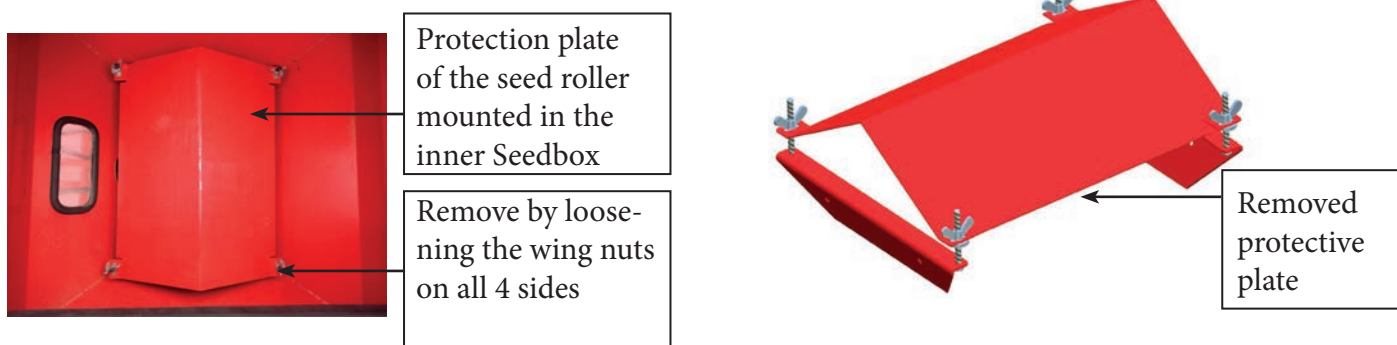 Protection plate
of the seed roller
mounted in the
inner Seedbox
Remove by loose-
ning the wing nuts
on all 4 sides
Removed
protective
plate